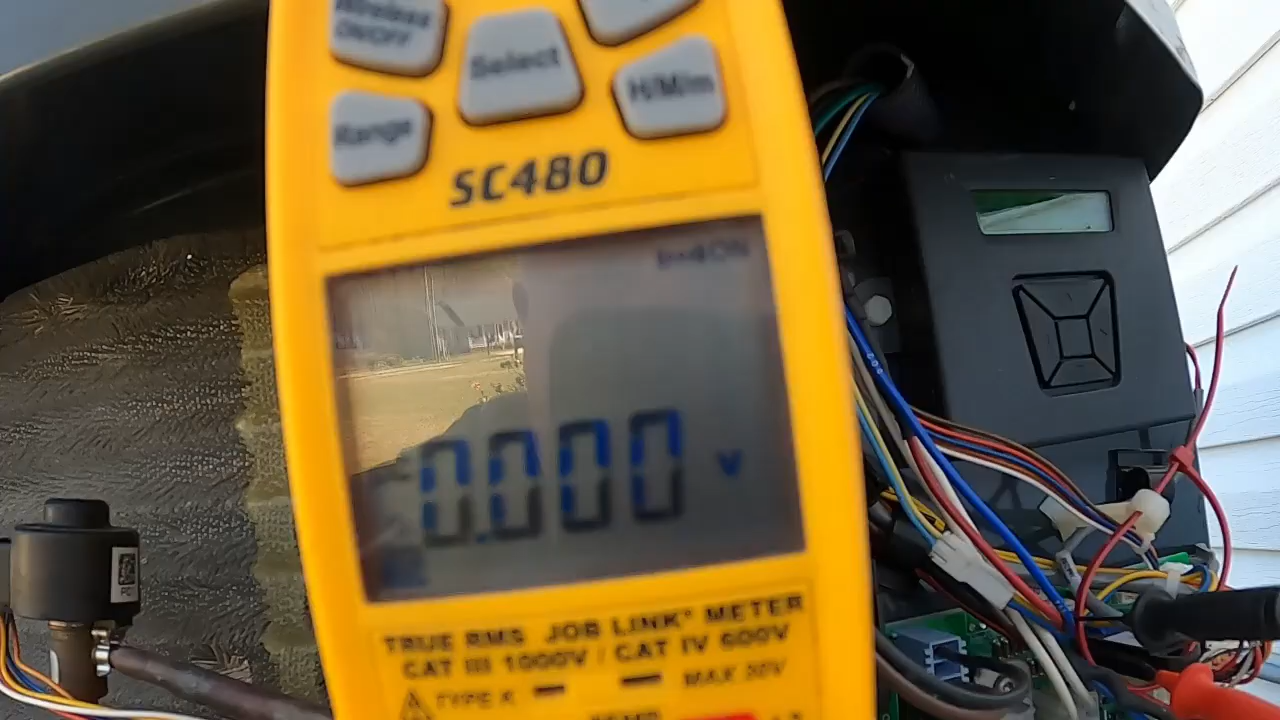 Wireless
ON/OFF
Select
H/M/m
Range
SC480
0.000 V
TRUE RMS JOB LINK® METER
CAT III 1000V / CAT IV 600V
TYPE K
MAX 30V